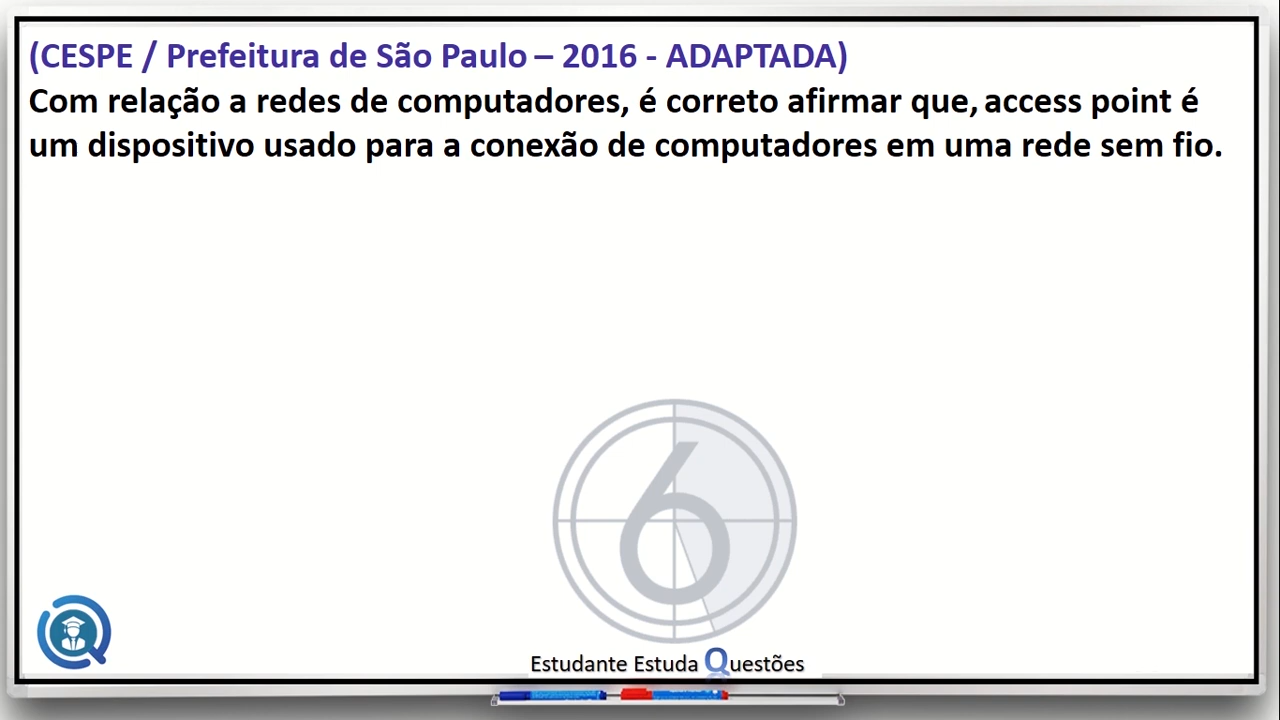 (CESPE / Prefeitura de São Paulo – 2016 - ADAPTADA)
Com relação a redes de computadores, é correto afirmar que, access point é
um dispositivo usado para a conexão de computadores em uma rede sem fio.
6
Estudante Estuda Questões